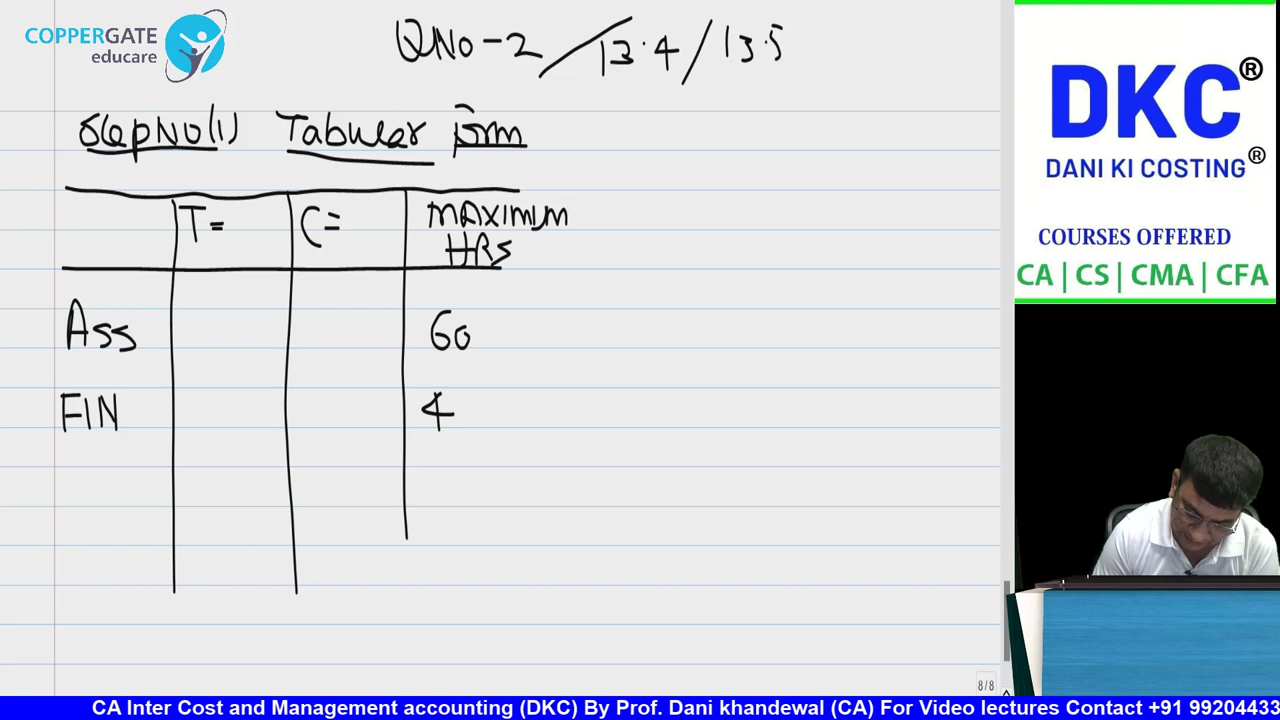 COPPERGATE
educare
QNo-2 / 13.4 / 13.5
Step No (1) Tabular Form
T= C= MAXIMUM
HRS
Ass 60
FIN 4
DKC®
DANI KI COSTING®
COURSES OFFERED
CA | CS | CMA | CFA
8/8
CA Inter Cost and Management accounting (DKC) By Prof. Dani khandewal (CA) For Video lectures Contact +91 99204433